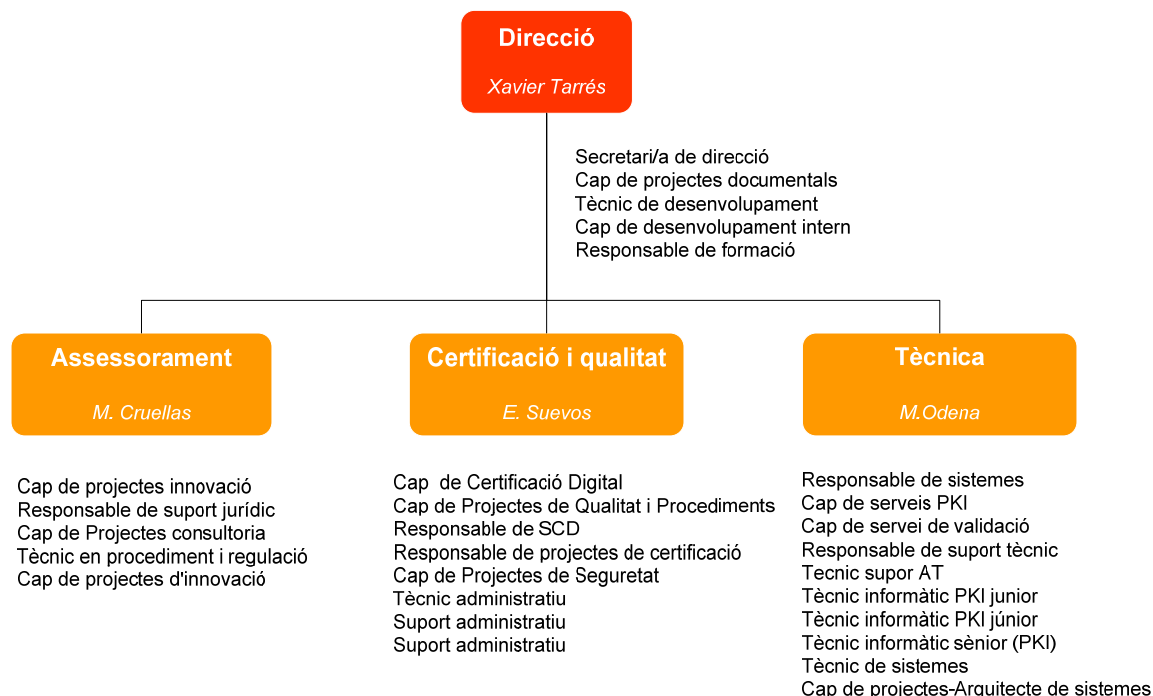 Direcció
Xavier Tarrés
Secretari/a de direcció
Cap de projectes documentals
Tècnic de desenvolupament
Cap de desenvolupament intern
Responsable de formació
Assessorament
M. Cruellas
Cap de projectes innovació
Responsable de suport jurídic
Cap de Projectes consultoria
Tècnic en procediment i regulació
Cap de projectes d'innovació
Certificació i qualitat
E. Suevos
Cap de Certificació Digital
Cap de Projectes de Qualitat i Procediments
Responsable de SCD
Responsable de projectes de certificació
Cap de Projectes de Seguretat
Tècnic administratiu
Suport administratiu
Suport administratiu
Tècnica
M.Odena
Responsable de sistemes
Cap de serveis PKI
Cap de servei de validació
Responsable de suport tècnic
Tecnic supor AT
Tècnic informàtic PKI junior
Tècnic informàtic PKI júnior
Tècnic informàtic sènior (PKI)
Tècnic de sistemes
Cap de projectes-Arquitecte de sistemes